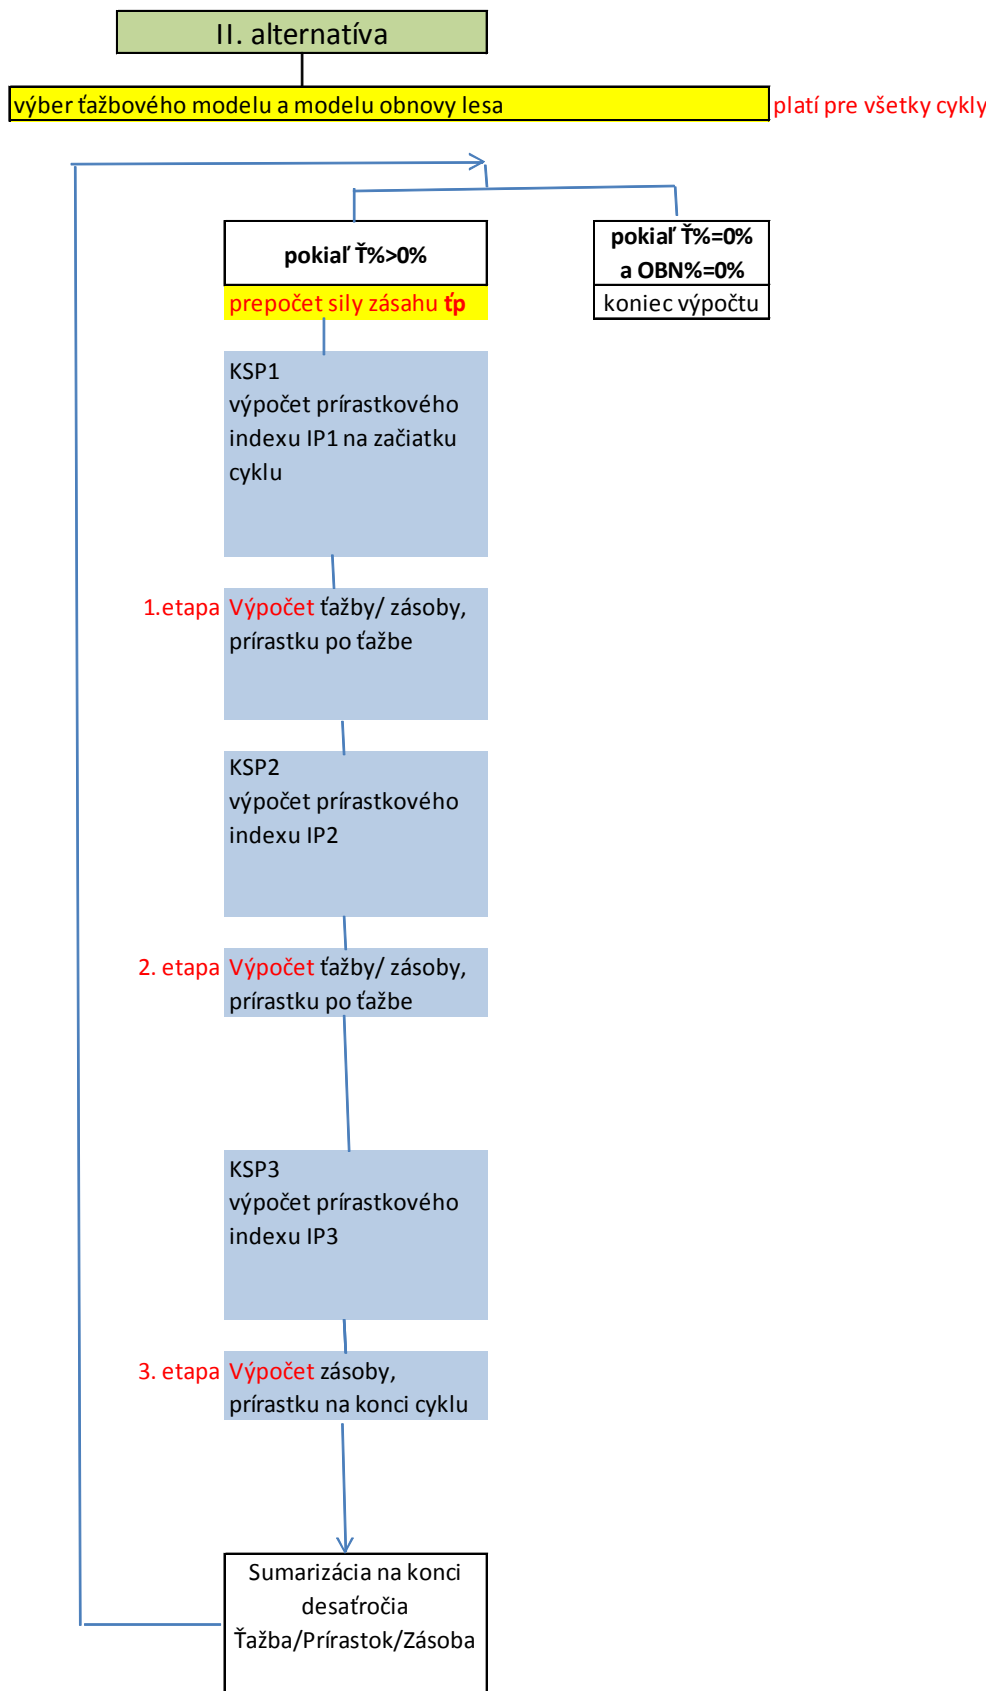 II. alternatíva
výber ťažbového modelu a modelu obnovy lesa platí pre všetky cykly
pokiaľ Ť%>0%
prepočet sily zásahu ťp
pokiaľ Ť%=0%
a OBN%=0%
koniec výpočtu
KSP1
výpočet prírastkového
indexu IP1 na začiatku
cyklu
1.etapa Výpočet ťažby/ zásoby,
prírastku po ťažbe
KSP2
výpočet prírastkového
indexu IP2
2. etapa Výpočet ťažby/ zásoby,
prírastku po ťažbe
KSP3
výpočet prírastkového
indexu IP3
3. etapa Výpočet zásoby,
prírastku na konci cyklu
Sumarizácia na konci
desaťročia
Ťažba/Prírastok/Zásoba